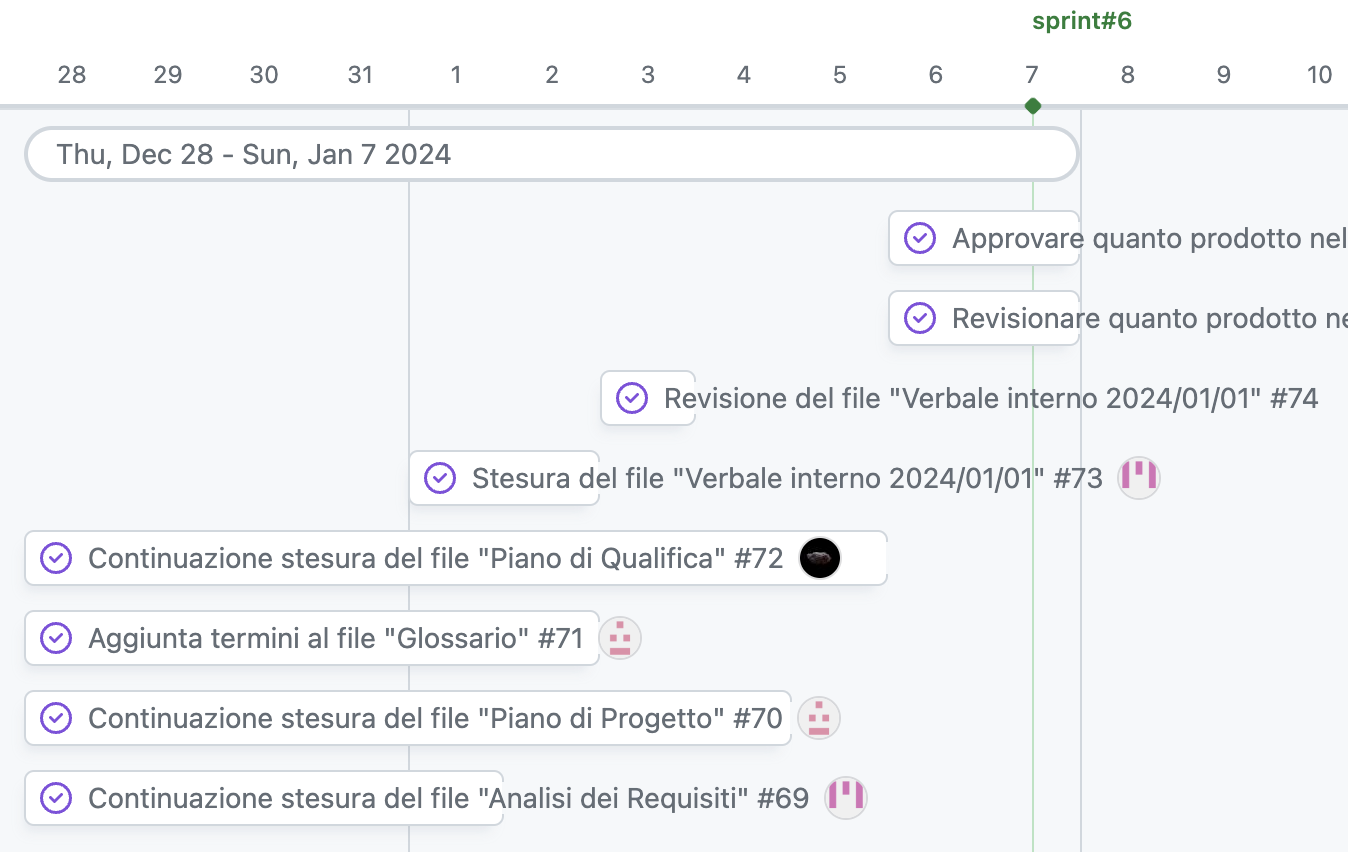 sprint#6
28 29 30 31 1 2 3 4 5 6 7 8 9 10
Thu, Dec 28 - Sun, Jan 7 2024
Approvare quanto prodotto nel
Revisionare quanto prodotto ne
Revisione del file "Verbale interno 2024/01/01" #74
Stesura del file "Verbale interno 2024/01/01" #73
Continuazione stesura del file "Piano di Qualifica" #72
Aggiunta termini al file "Glossario" #71
Continuazione stesura del file "Piano di Progetto" #70
Continuazione stesura del file "Analisi dei Requisiti" #69